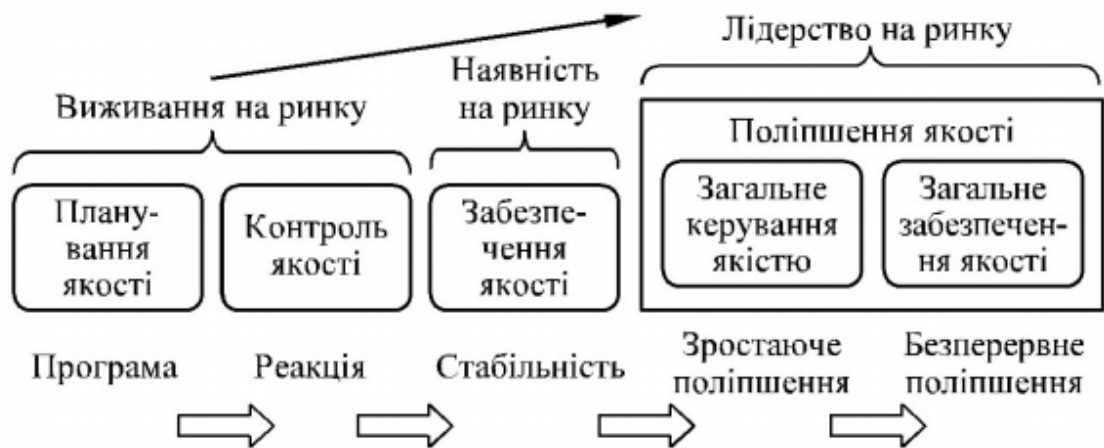 Лідерство на ринку
Наявність
на ринку
Виживання на ринку
Поліпшення якості
Плану-
вання
якості
Контроль
якості
Забезпе-
чення
якості
Загальне
керування
якістю
Загальне
забезпечен-
ня якості
Програма
Реакція
Стабільність
Зростаюче
поліпшення
Безперервне
поліпшення